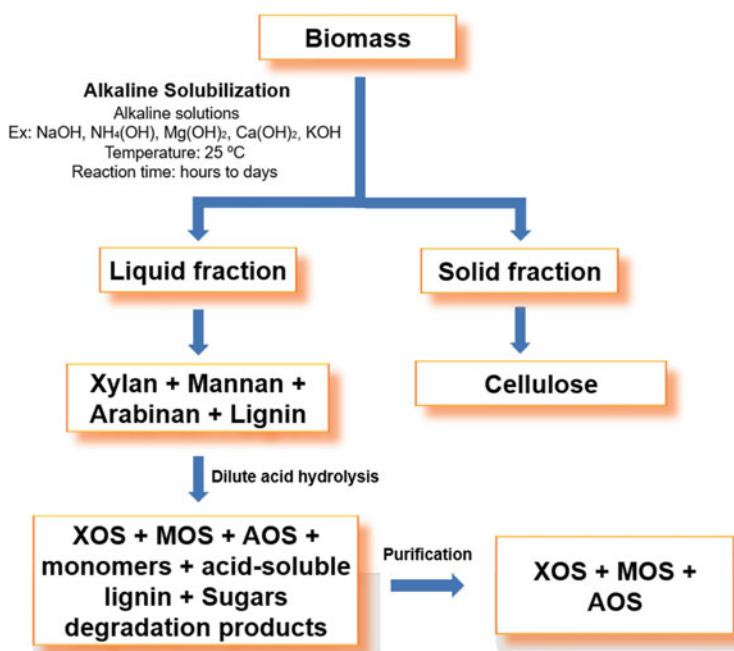 Biomass
Alkaline Solubilization
Alkaline solutions
Ex: NaOH, NH₄(OH), Mg(OH)₂, Ca(OH)₂, KOH
Temperature: 25 ºC
Reaction time: hours to days
Liquid fraction
Solid fraction
Xylan + Mannan +
Arabinan + Lignin
Cellulose
Dilute acid hydrolysis
XOS + MOS + AOS +
monomers + acid-soluble
lignin + Sugars
degradation products
Purification
XOS + MOS +
AOS